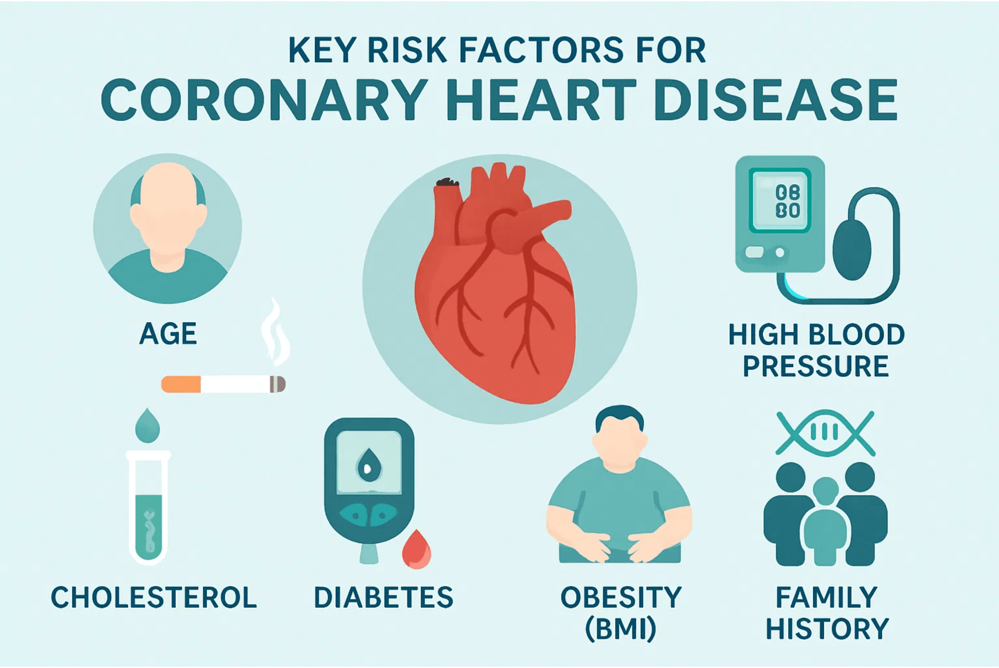 KEY RISK FACTORS FOR
CORONARY HEART DISEASE
AGE
HIGH BLOOD
PRESSURE
CHOLESTEROL
DIABETES
OBESITY
(BMI)
FAMILY
HISTORY